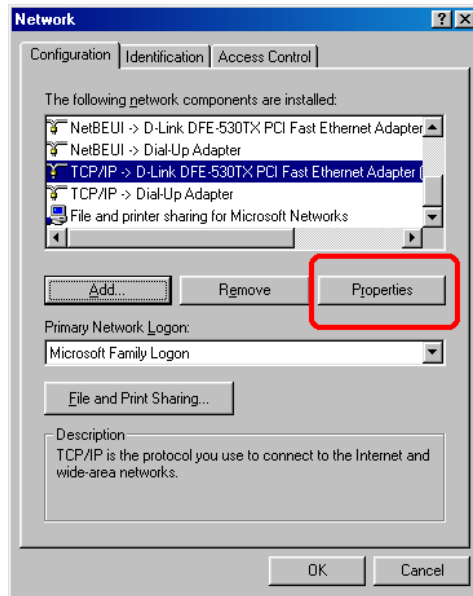 Network
Configuration Identification Access Control
The following network components are installed:
NetBEUI -> D-Link DFE-530TX PCI Fast Ethernet Adapter
NetBEUI -> Dial-Up Adapter
TCP/IP -> D-Link DFE-530TX PCI Fast Ethernet Adapter (
TCP/IP -> Dial-Up Adapter
File and printer sharing for Microsoft Networks
Add... Remove Properties
Primary Network Logon:
Microsoft Family Logon
File and Print Sharing...
Description
TCP/IP is the protocol you use to connect to the Internet and
wide-area networks.
OK Cancel